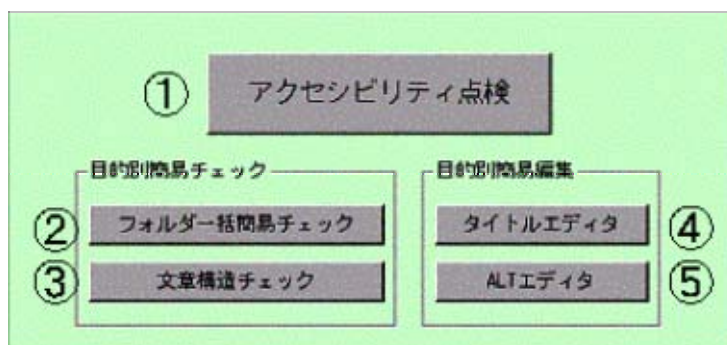 ① アクセシビリティ点検
目的別簡易チェック
② フォルダ一括簡易チェック
③ 文章構造チェック
目的別簡易編集
タイトルエディタ ④
ALTエディタ ⑤